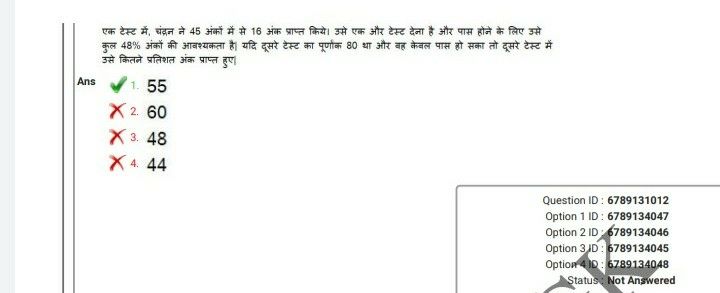 एक टेस्ट में, चंद्रन ने 45 अंकों में से 16 अंक प्राप्त किये। उसे एक और टेस्ट देना है और पास होने के लिए उसे
कुल 48% अंकों की आवश्यकता है| यदि दूसरे टेस्ट का पूर्णांक 80 था और वह केवल पास हो सका तो दूसरे टेस्ट में
उसे कितने प्रतिशत अंक प्राप्त हुए|
Ans 1. 55
2. 60
3. 48
4. 44
Question ID : 6789131012
Option 1 ID : 6789134047
Option 2 ID : 6789134046
Option 3 ID : 6789134045
Option 4 ID : 6789134048
Status : Not Answered